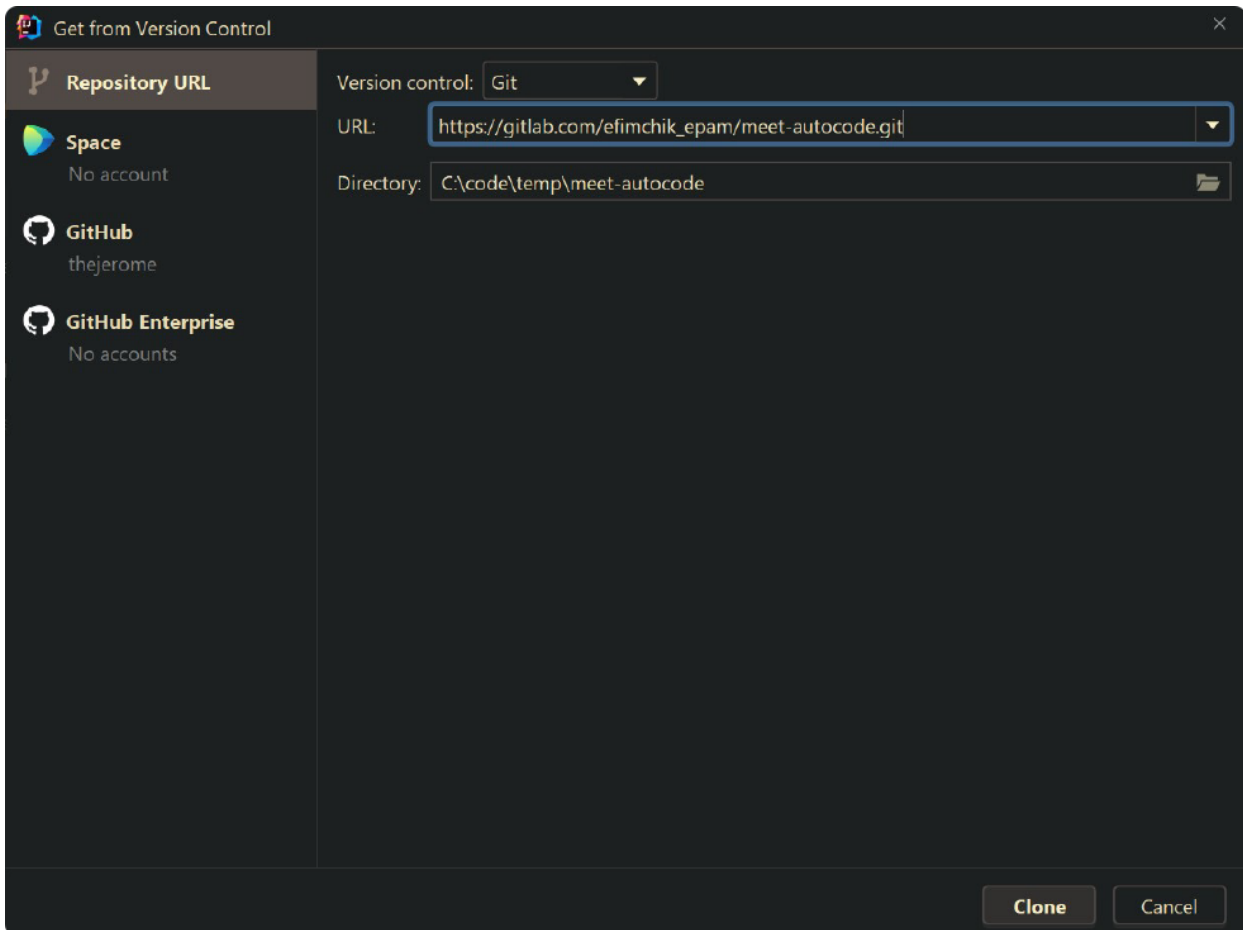 Get from Version Control
Repository URL
Space
No account
GitHub
thejerome
GitHub Enterprise
No accounts
Version control: Git
URL: https://gitlab.com/efimchik_epam/meet-autocode.git
Directory: C:\code\temp\meet-autocode
Clone Cancel